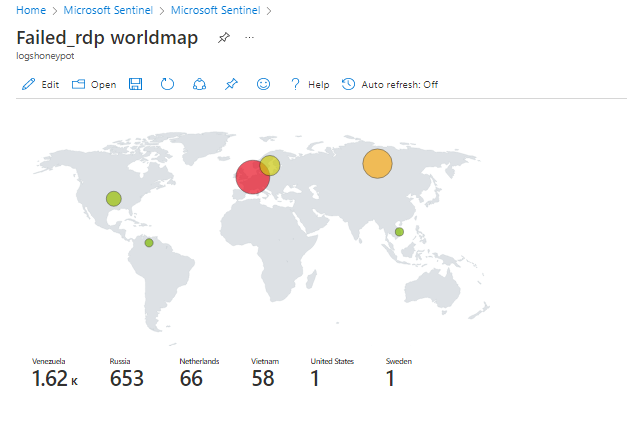 Home > Microsoft Sentinel > Microsoft Sentinel >
Failed_rdp worldmap ...
logshoneypot
Edit Open Help Auto refresh: Off
Venezuela Russia Netherlands Vietnam United States Sweden
1.62 K 653 66 58 1 1